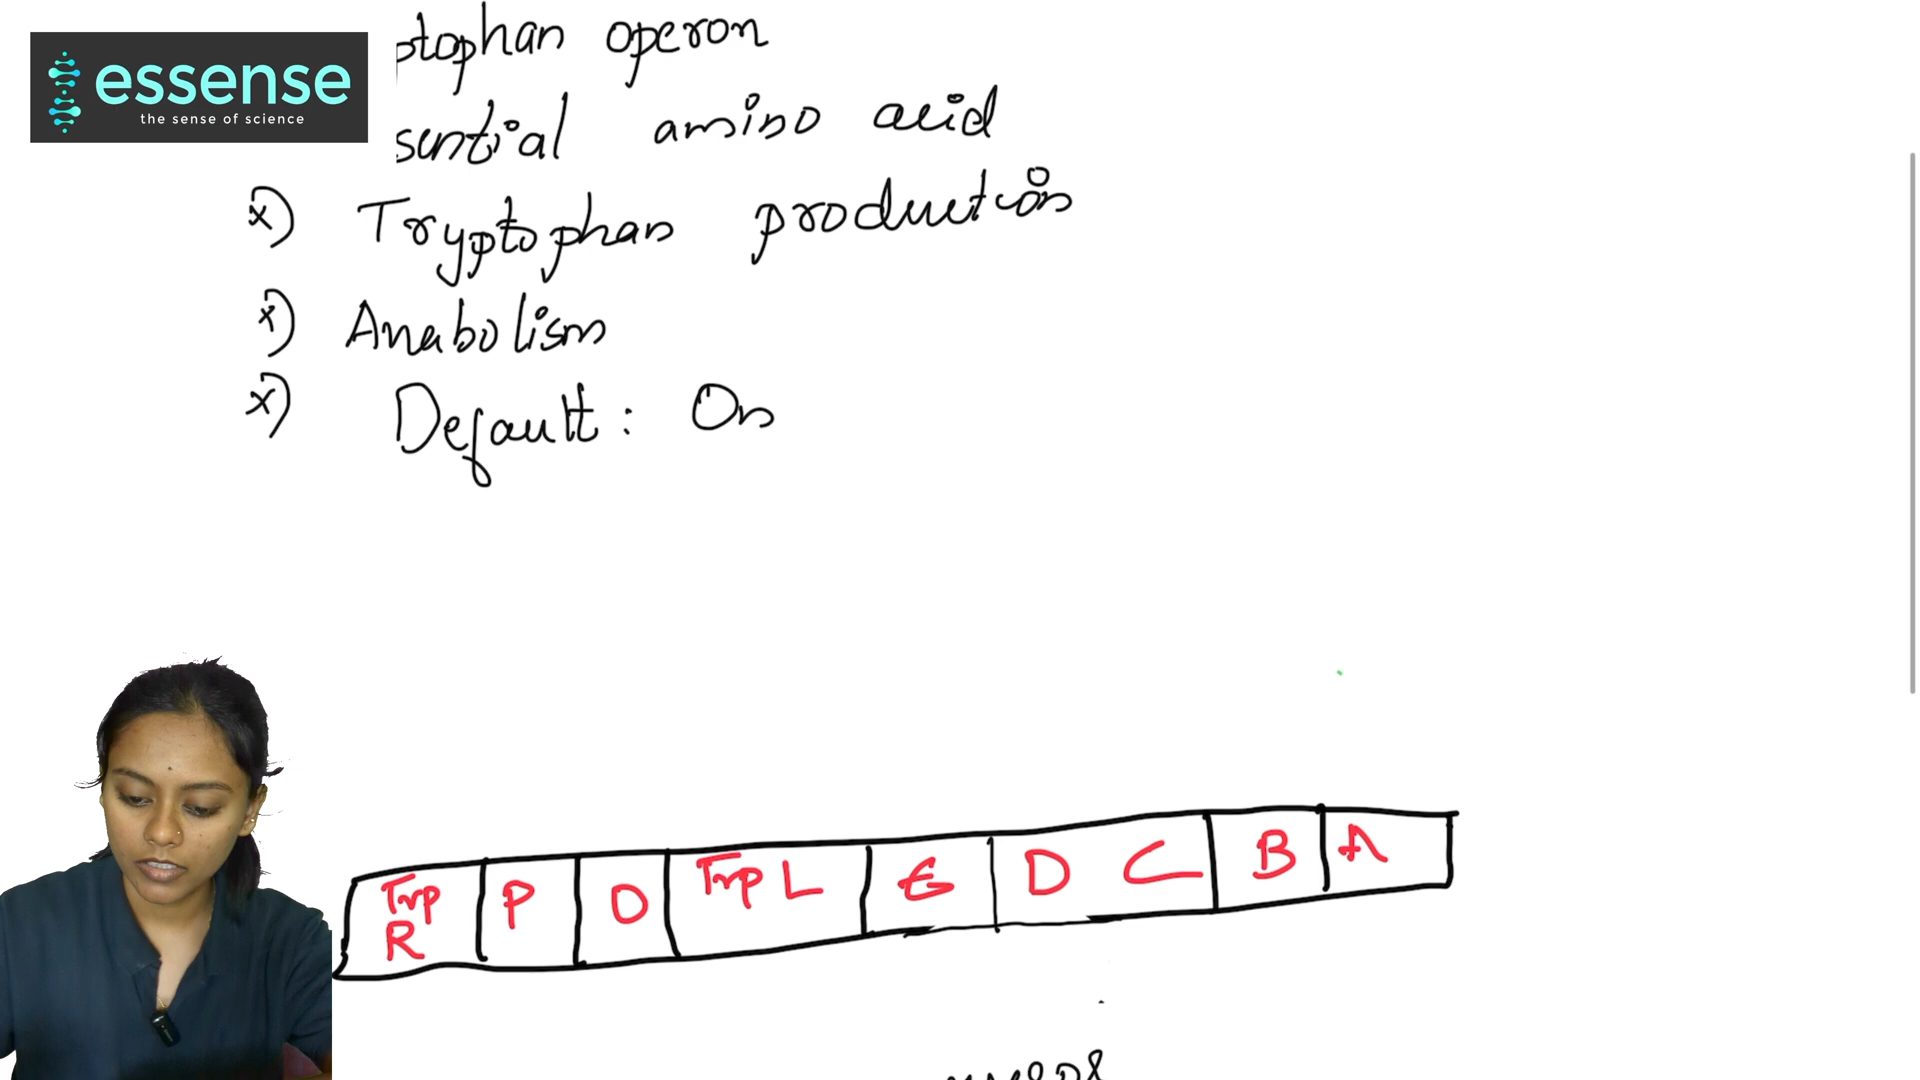 essense
the sense of science
ptophan operon
sential amino acid
x) Tryptophan production
x) Anabolism
x) Default: On
Trp R P O Trp L E D C B A